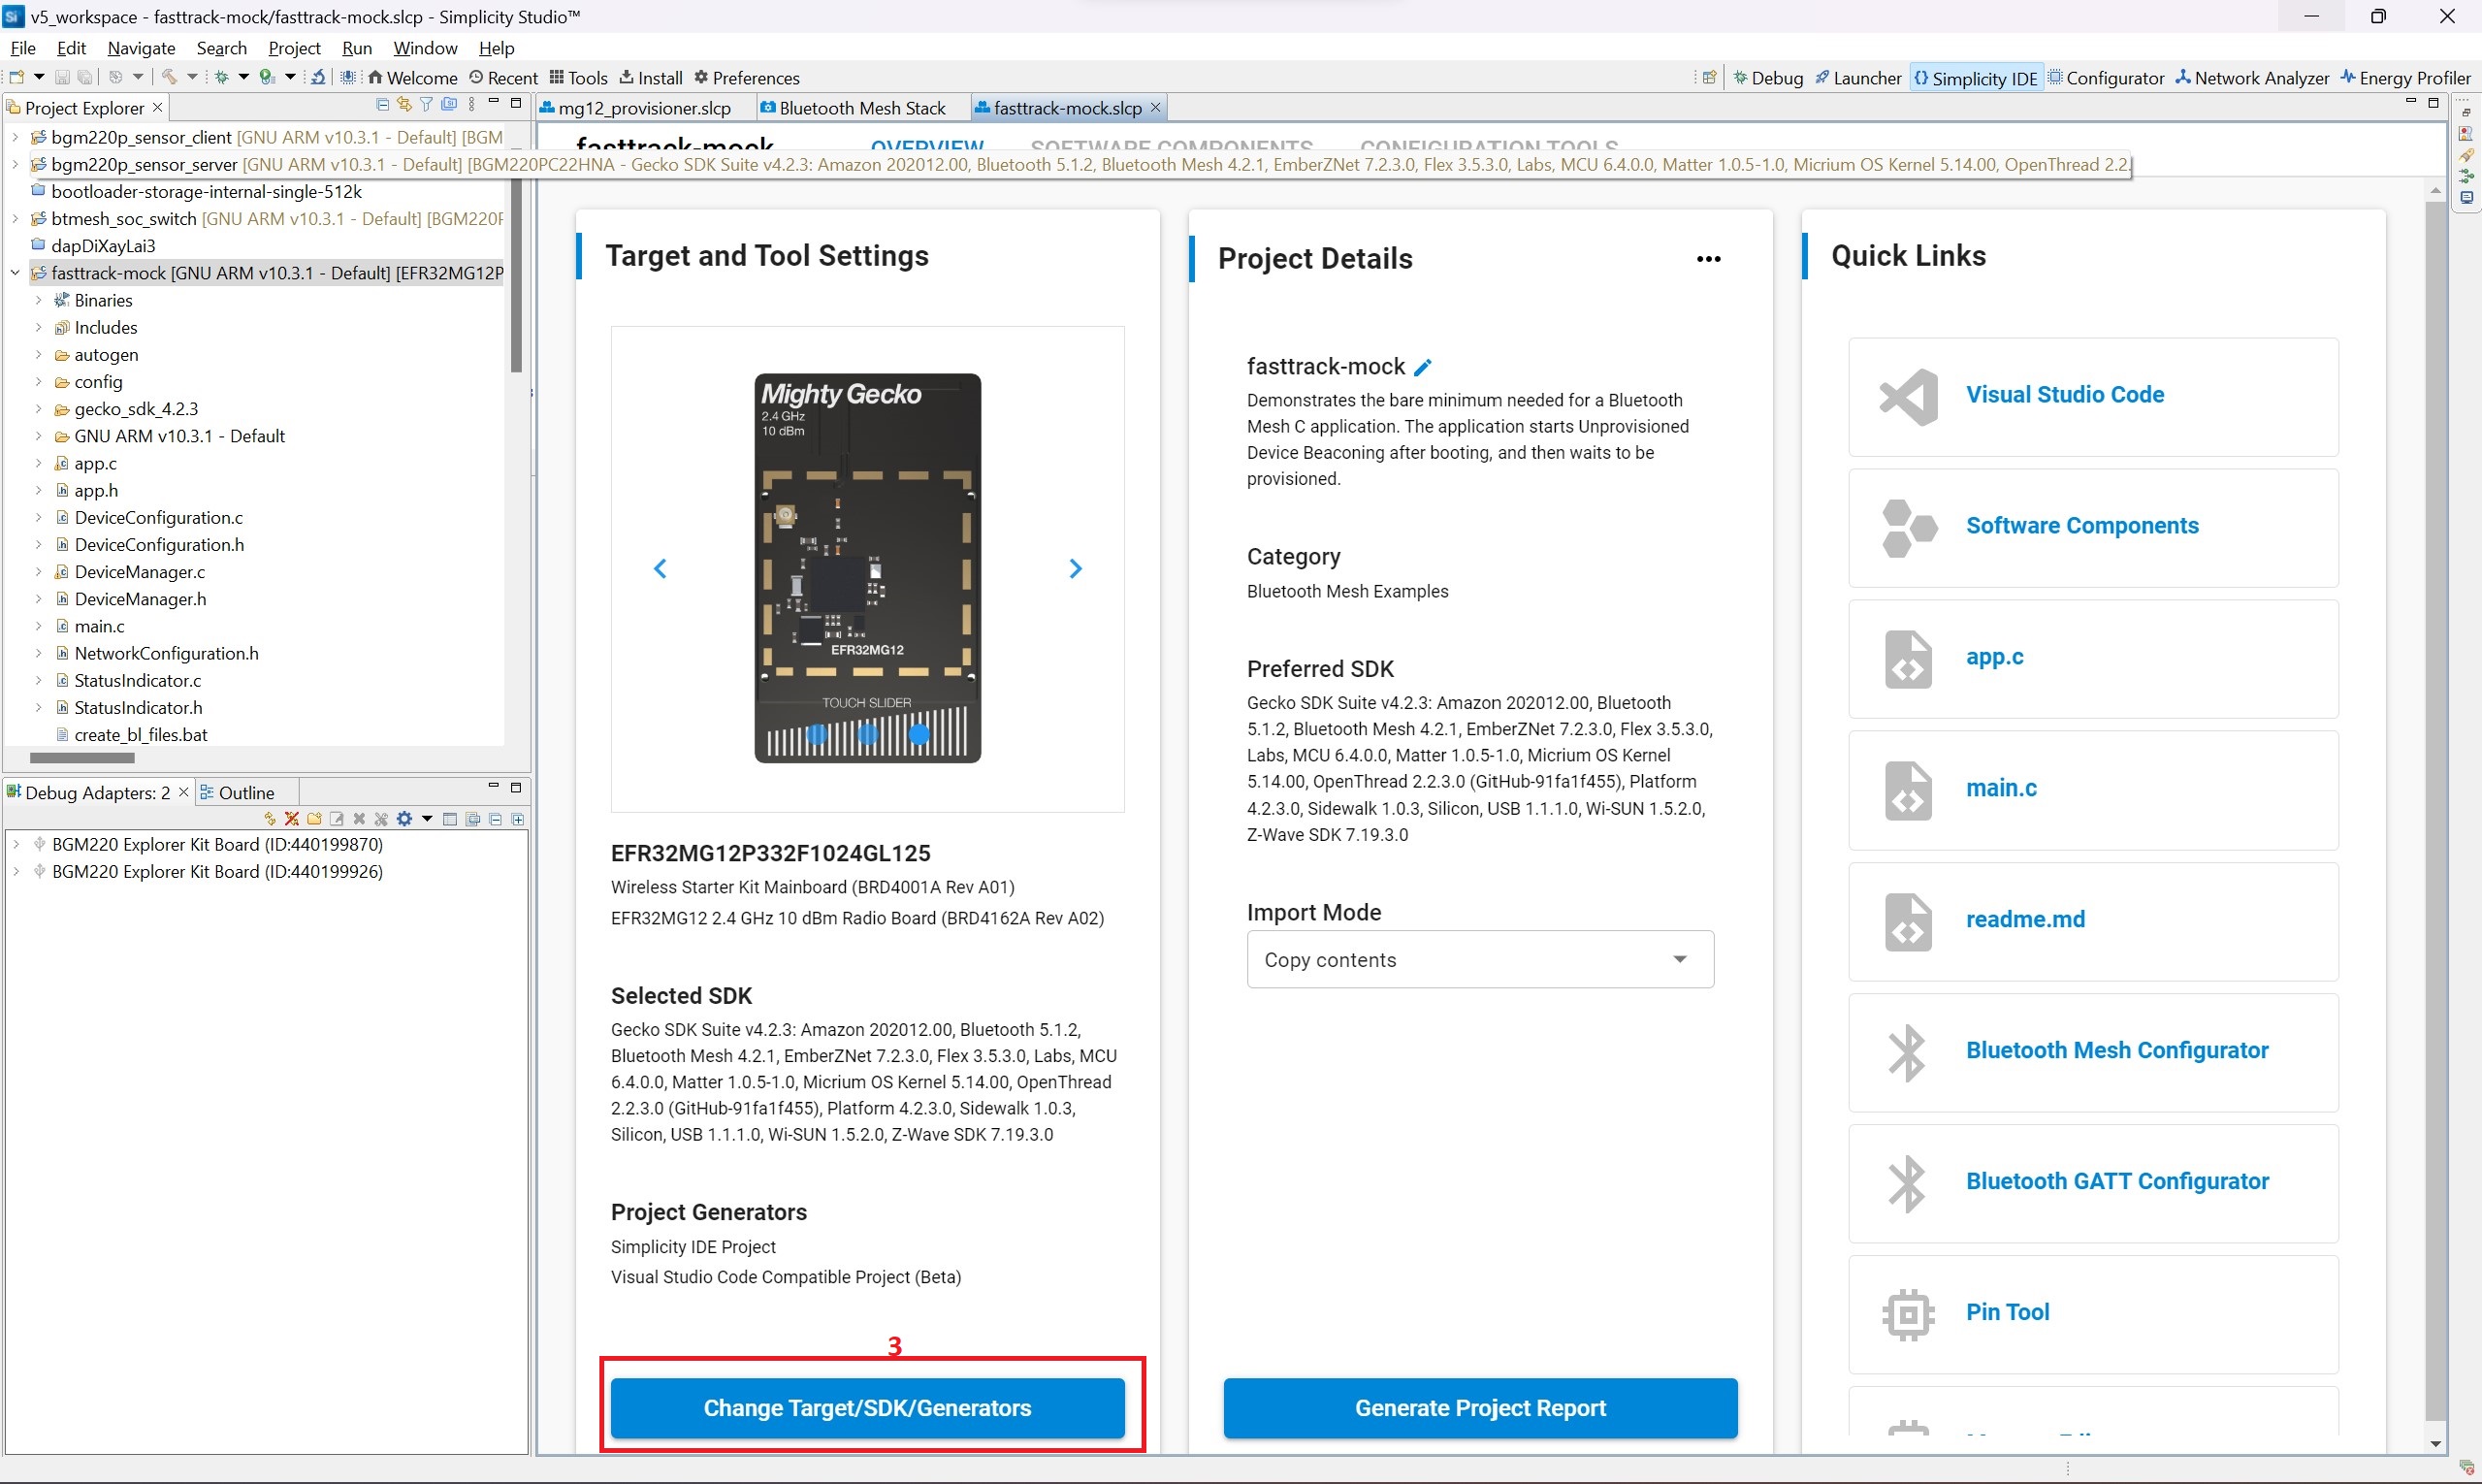 v5_workspace - fasttrack-mock/fasttrack-mock.slcp - Simplicity Studio™
File Edit Navigate Search Project Run Window Help
Welcome Recent Tools Install Preferences
Debug Launcher {} Simplicity IDE Configurator Network Analyzer Energy Profiler
Project Explorer
mg12_provisioner.slcp
Bluetooth Mesh Stack
fasttrack-mock.slcp
bgm220p_sensor_client [GNU ARM v10.3.1 - Default] [BGM
bgm220p_sensor_server [GNU ARM v10.3.1 - Default] [BGM220PC22HNA - Gecko SDK Suite v4.2.3: Amazon 202012.00, Bluetooth 5.1.2, Bluetooth Mesh 4.2.1, EmberZNet 7.2.3.0, Flex 3.5.3.0, Labs, MCU 6.4.0.0, Matter 1.0.5-1.0, Micrium OS Kernel 5.14.00, OpenThread 2.2.
bootloader-storage-internal-single-512k
btmesh_soc_switch [GNU ARM v10.3.1 - Default] [BGM220P
dapDiXayLai3
fasttrack-mock [GNU ARM v10.3.1 - Default] [EFR32MG12P
Binaries
Includes
autogen
config
gecko_sdk_4.2.3
GNU ARM v10.3.1 - Default
app.c
app.h
DeviceConfiguration.c
DeviceConfiguration.h
DeviceManager.c
DeviceManager.h
main.c
NetworkConfiguration.h
StatusIndicator.c
StatusIndicator.h
create_bl_files.bat
Debug Adapters: 2
Outline
BGM220 Explorer Kit Board (ID:440199870)
BGM220 Explorer Kit Board (ID:440199926)
fasttrack-mock
OVERVIEW
SOFTWARE COMPONENTS
CONFIGURATION TOOLS
Target and Tool Settings
Mighty Gecko
2.4 GHz
10 dBm
EFR32MG12
TOUCH SLIDER
EFR32MG12P332F1024GL125
Wireless Starter Kit Mainboard (BRD4001A Rev A01)
EFR32MG12 2.4 GHz 10 dBm Radio Board (BRD4162A Rev A02)
Selected SDK
Gecko SDK Suite v4.2.3: Amazon 202012.00, Bluetooth 5.1.2,
Bluetooth Mesh 4.2.1, EmberZNet 7.2.3.0, Flex 3.5.3.0, Labs, MCU
6.4.0.0, Matter 1.0.5-1.0, Micrium OS Kernel 5.14.00, OpenThread
2.2.3.0 (GitHub-91fa1f455), Platform 4.2.3.0, Sidewalk 1.0.3,
Silicon, USB 1.1.1.0, Wi-SUN 1.5.2.0, Z-Wave SDK 7.19.3.0
Project Generators
Simplicity IDE Project
Visual Studio Code Compatible Project (Beta)
3
Change Target/SDK/Generators
Project Details
fasttrack-mock
Demonstrates the bare minimum needed for a Bluetooth
Mesh C application. The application starts Unprovisioned
Device Beaconing after booting, and then waits to be
provisioned.
Category
Bluetooth Mesh Examples
Preferred SDK
Gecko SDK Suite v4.2.3: Amazon 202012.00, Bluetooth
5.1.2, Bluetooth Mesh 4.2.1, EmberZNet 7.2.3.0, Flex 3.5.3.0,
Labs, MCU 6.4.0.0, Matter 1.0.5-1.0, Micrium OS Kernel
5.14.00, OpenThread 2.2.3.0 (GitHub-91fa1f455), Platform
4.2.3.0, Sidewalk 1.0.3, Silicon, USB 1.1.1.0, Wi-SUN 1.5.2.0,
Z-Wave SDK 7.19.3.0
Import Mode
Copy contents
Generate Project Report
Quick Links
Visual Studio Code
Software Components
app.c
main.c
readme.md
Bluetooth Mesh Configurator
Bluetooth GATT Configurator
Pin Tool